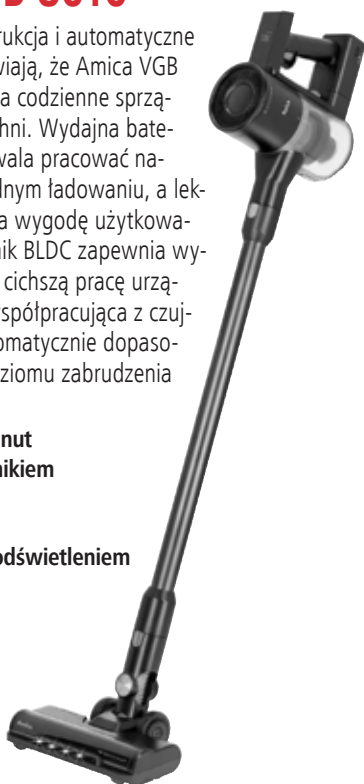 rukcja i automatyczne
wiają, że Amica VGB
a codzienne sprzą-
hni. Wydajna bate-
wala pracować na-
dnym ładowaniu, a lek-
a wygodę użytkowa-
nik BLDC zapewnia wy-
cichszą pracę urzą-
współpracująca z czuj-
omatycznie dopaso-
ziomu zabrudzenia
nut
nikiem
odświetleniem